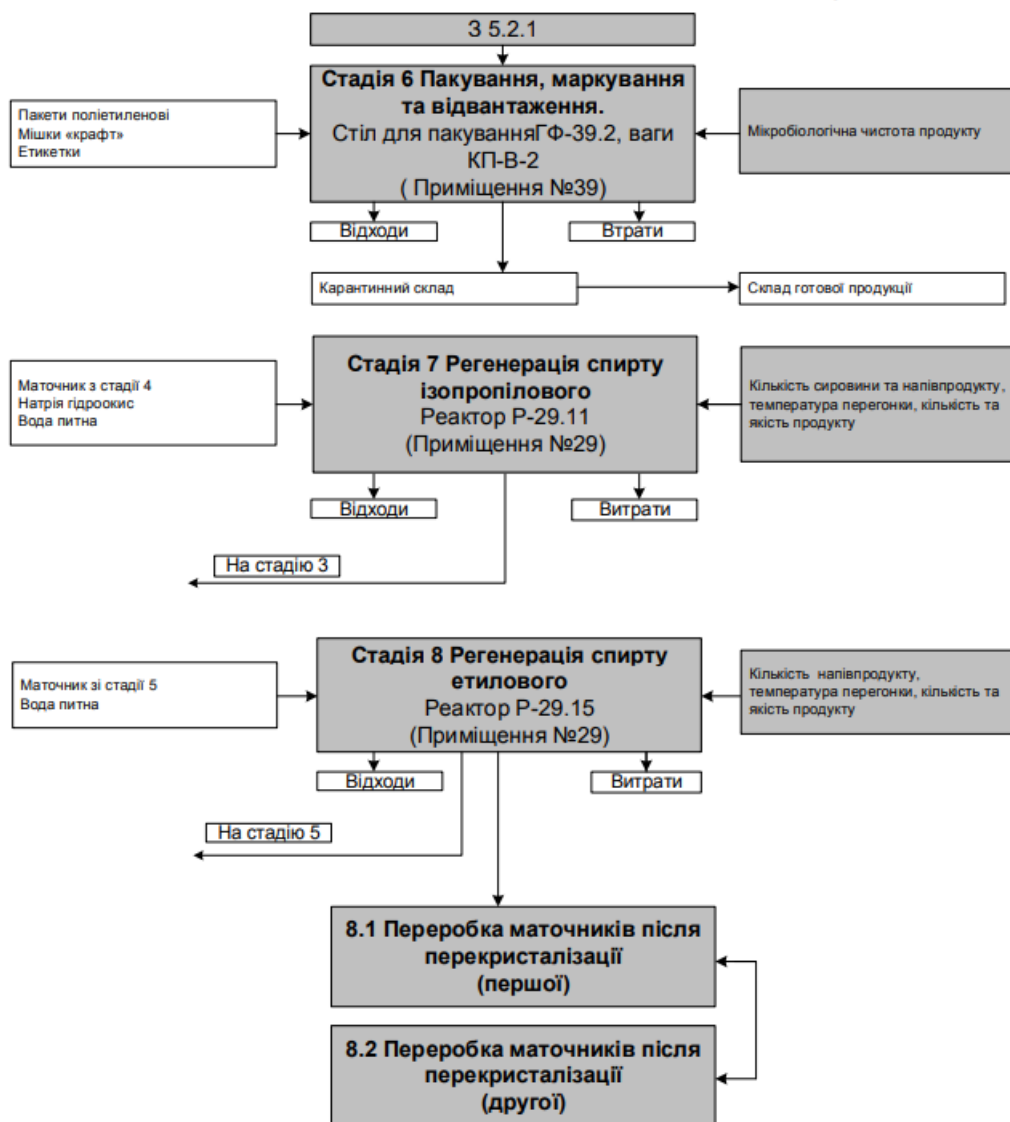 З 5.2.1
Стадія 6 Пакування, маркування
та відвантаження.
Стіл для пакуванняГФ-39.2, ваги
КП-В-2
( Приміщення №39)
Пакети поліетиленові
Мішки «крафт»
Етикетки
Мікробіологічна чистота продукту
Відходи
Втрати
Карантинний склад
Склад готової продукції
Стадія 7 Регенерація спирту
ізопропілового
Реактор Р-29.11
(Приміщення №29)
Маточник з стадії 4
Натрія гідроокис
Вода питна
Кількість сировини та напівпродукту,
температура перегонки, кількість та
якість продукту
Відходи
Витрати
На стадію 3
Стадія 8 Регенерація спирту
етилового
Реактор Р-29.15
(Приміщення №29)
Маточник зі стадії 5
Вода питна
Кількість напівпродукту,
температура перегонки, кількість та
якість продукту
Відходи
Витрати
На стадію 5
8.1 Переробка маточників після
перекристалізації
(першої)
8.2 Переробка маточників після
перекристалізації
(другої)